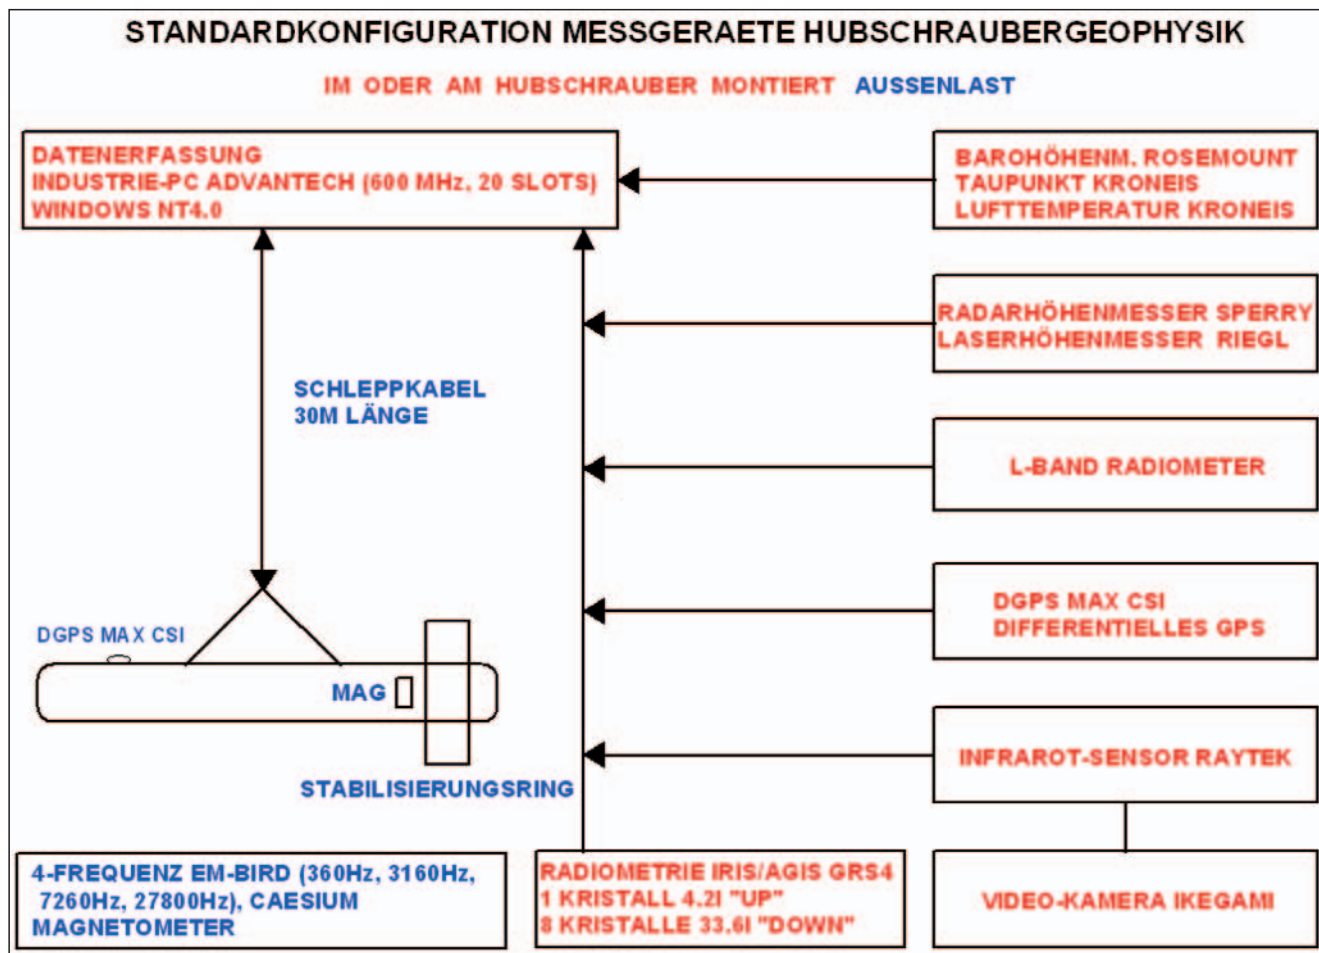 STANDARDKONFIGURATION MESSGERAETE HUBSCHRAUBERGEOPHYSIK
IM ODER AM HUBSCHRAUBER MONTIERT AUSSENLAST
DATENERFASSUNG
INDUSTRIE-PC ADVANTECH (600 MHz, 20 SLOTS)
WINDOWS NT4.0
BAROHÖHENM. ROSEMOUNT
TAUPUNKT KRONEIS
LUFTTEMPERATUR KRONEIS
RADARHÖHENMESSER SPERRY
LASERHÖHENMESSER RIEGL
SCHLEPPKABEL
30M LÄNGE
L-BAND RADIOMETER
DGPS MAX CSI
DIFFERENTIELLES GPS
DGPS MAX CSI
MAG
STABILISIERUNGSRING
INFRAROT-SENSOR RAYTEK
4-FREQUENZ EM-BIRD (360Hz, 3160Hz,
7260Hz, 27800Hz), CAESIUM
MAGNETOMETER
RADIOMETRIE IRIS/AGIS GRS4
1 KRISTALL 4.2l "UP"
8 KRISTALLE 33.6l "DOWN"
VIDEO-KAMERA IKEGAMI